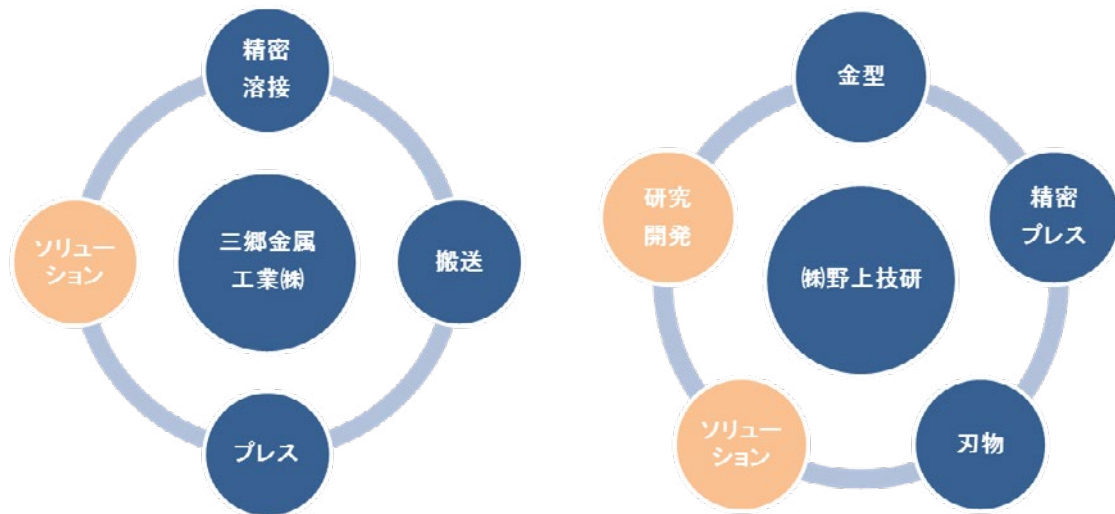 精密
溶接
ソリュー
ション
三郷金属
工業㈱
搬送
プレス
金型
研究
開発
精密
プレス
㈱野上技研
ソリュー
ション
刃物